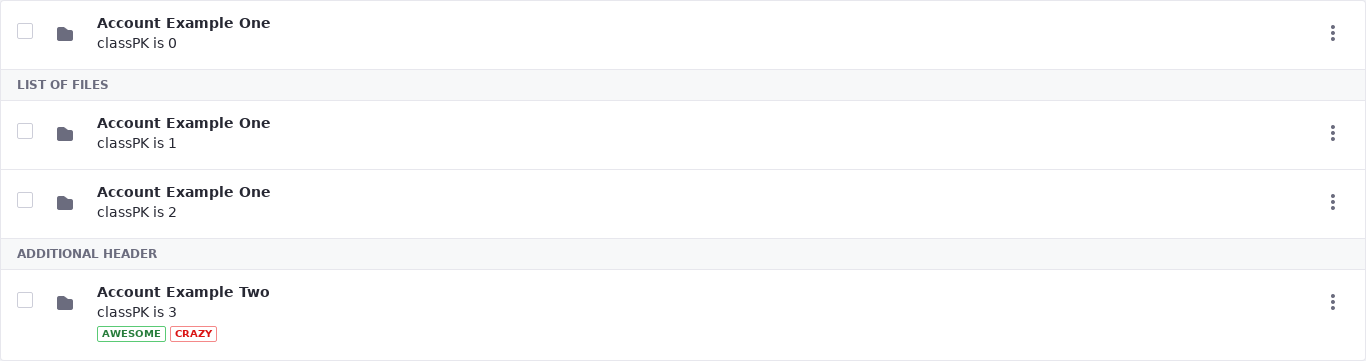 Account Example One
classPK is 0
LIST OF FILES
Account Example One
classPK is 1
Account Example One
classPK is 2
ADDITIONAL HEADER
Account Example Two
classPK is 3
AWESOME CRAZY